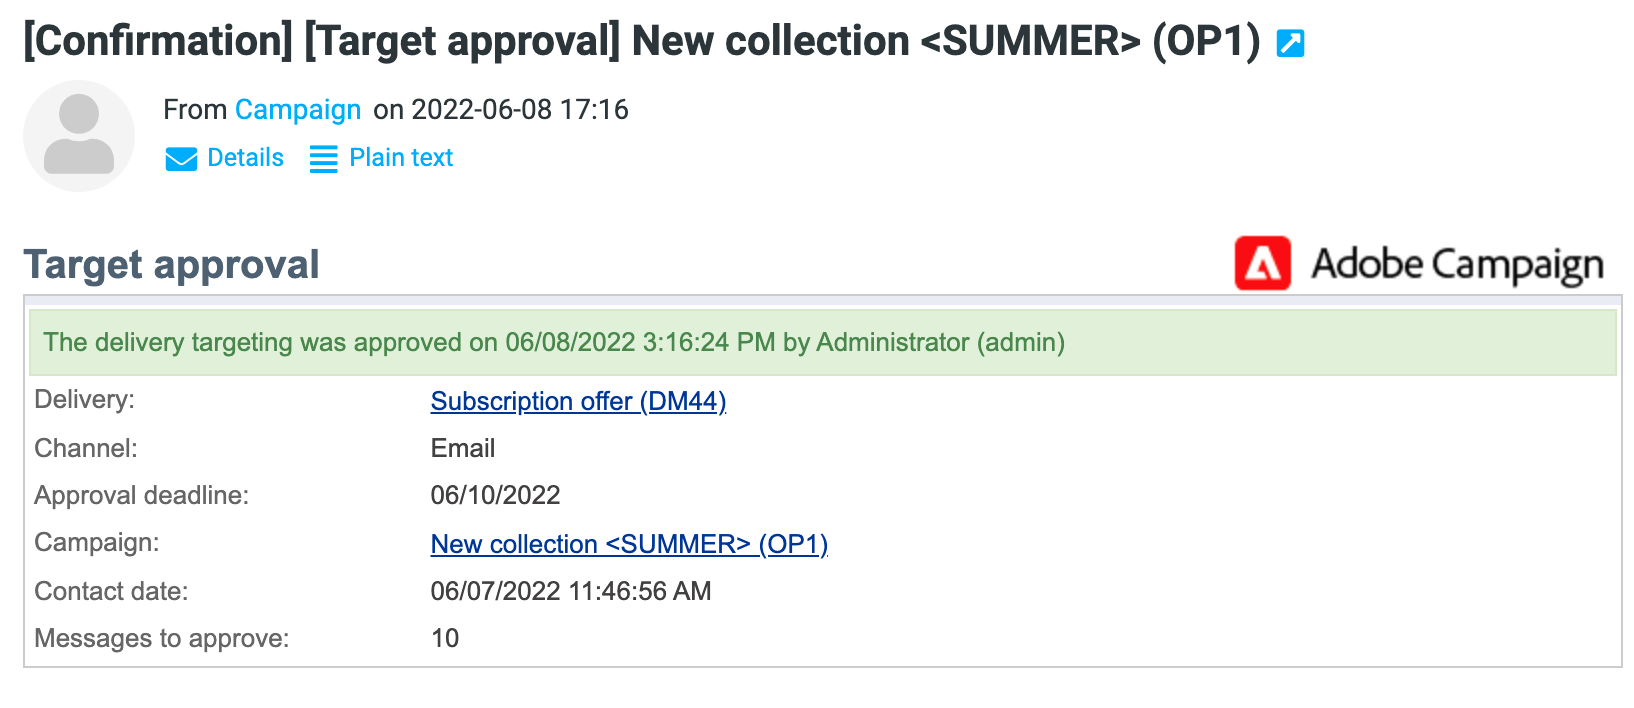 [Confirmation] [Target approval] New collection <SUMMER> (OP1)
From Campaign on 2022-06-08 17:16
Details Plain text
Target approval
Adobe Campaign
The delivery targeting was approved on 06/08/2022 3:16:24 PM by Administrator (admin)
Delivery: Subscription offer (DM44)
Channel: Email
Approval deadline: 06/10/2022
Campaign: New collection <SUMMER> (OP1)
Contact date: 06/07/2022 11:46:56 AM
Messages to approve: 10